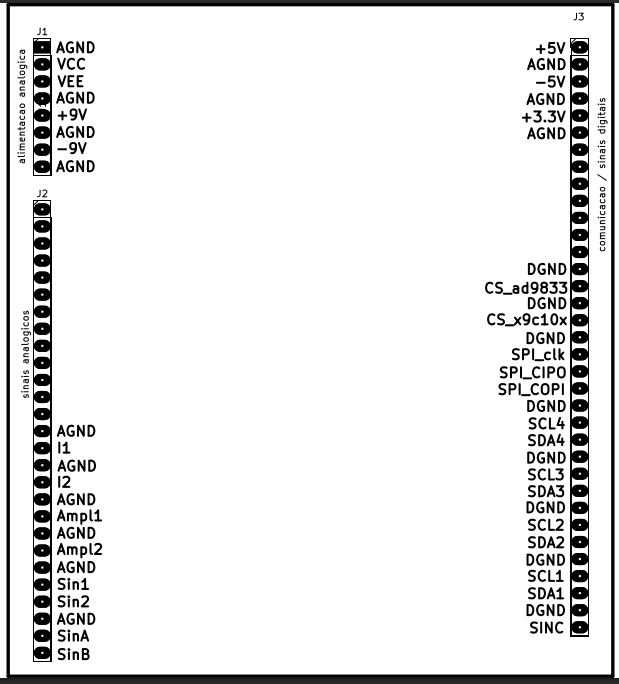 J1
AGND
VCC
VEE
AGND
+9V
AGND
−9V
AGND
alimentacao analogica
J2
AGND
I1
AGND
I2
AGND
Ampl1
AGND
Ampl2
AGND
Sin1
Sin2
AGND
SinA
SinB
sinais analogicos
J3
+5V
AGND
−5V
AGND
+3.3V
AGND
DGND
CS_ad9833
DGND
CS_x9c10x
DGND
SPI_clk
SPI_CIPO
SPI_COPI
DGND
SCL4
SDA4
DGND
SCL3
SDA3
DGND
SCL2
SDA2
DGND
SCL1
SDA1
DGND
SINC
comunicacao / sinais digitais